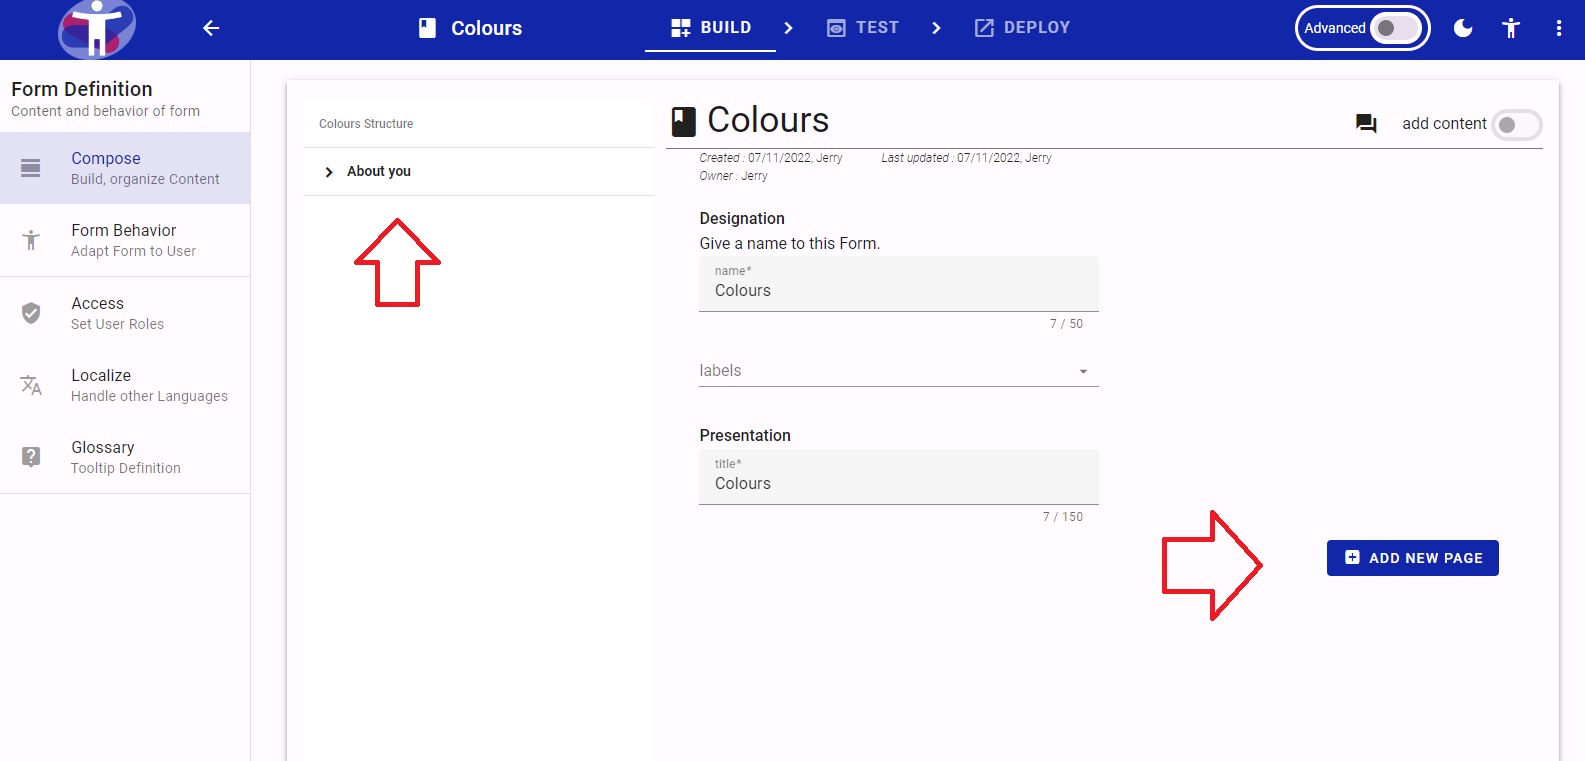 Colours
BUILD
TEST
DEPLOY
Advanced
Form Definition
Content and behavior of form
Compose
Build, organize Content
Form Behavior
Adapt Form to User
Access
Set User Roles
Localize
Handle other Languages
Glossary
Tooltip Definition
Colours Structure
About you
Colours
add content
Created : 07/11/2022, Jerry Last updated : 07/11/2022, Jerry
Owner : Jerry
Designation
Give a name to this Form.
name*
Colours
7 / 50
labels
Presentation
title*
Colours
7 / 150
ADD NEW PAGE